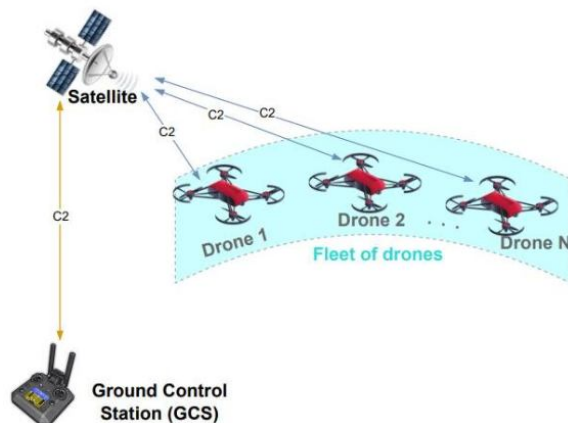 Satellite
C2
C2
C2
C2
Drone 1
Drone 2
. . .
Drone N
Fleet of drones
Ground Control
Station (GCS)